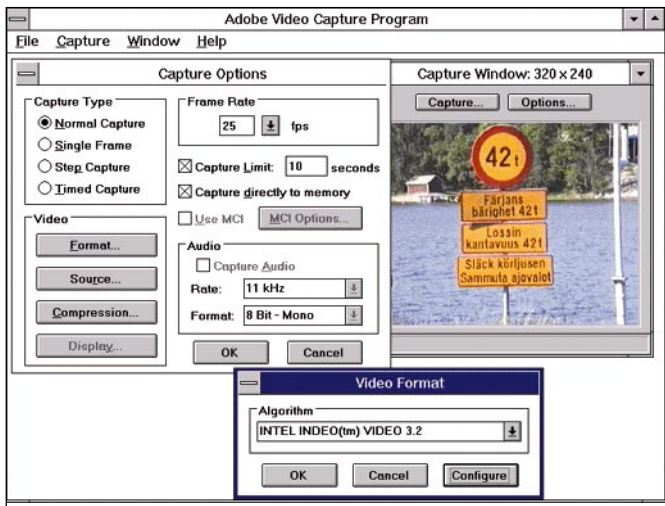 Adobe Video Capture Program
File Capture Window Help
Capture Options
Capture Type
Normal Capture
Single Frame
Step Capture
Timed Capture
Video
Format...
Source...
Compression...
Display...
Frame Rate
25 fps
Capture Limit: 10 seconds
Capture directly to memory
Use MCI MCI Options...
Audio
Capture Audio
Rate: 11 kHz
Format: 8 Bit - Mono
OK Cancel
Capture Window: 320 x 240
Capture... Options...
42 t
Färjans
bärighet 42 t
Lossin
kantavuus 42 t
Släck körljusen
Sammuta ajovalot
Video Format
Algorithm
INTEL INDEO(tm) VIDEO 3.2
OK Cancel Configure